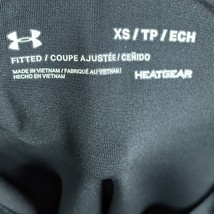 XS / TP / ECH
FITTED / COUPE AJUSTÉE / CEÑIDO
MADE IN VIETNAM / FABRIQUÉ AU VIETNAM /
HECHO EN VIETNAM
HEATGEAR